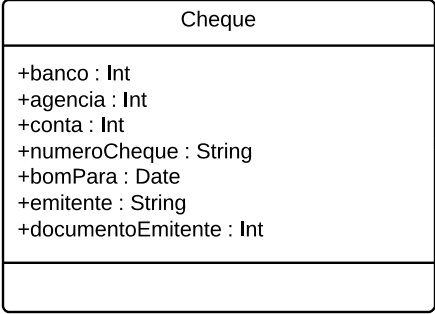 Cheque
+banco : Int
+agencia : Int
+conta : Int
+numeroCheque : String
+bomPara : Date
+emitente : String
+documentoEmitente : Int